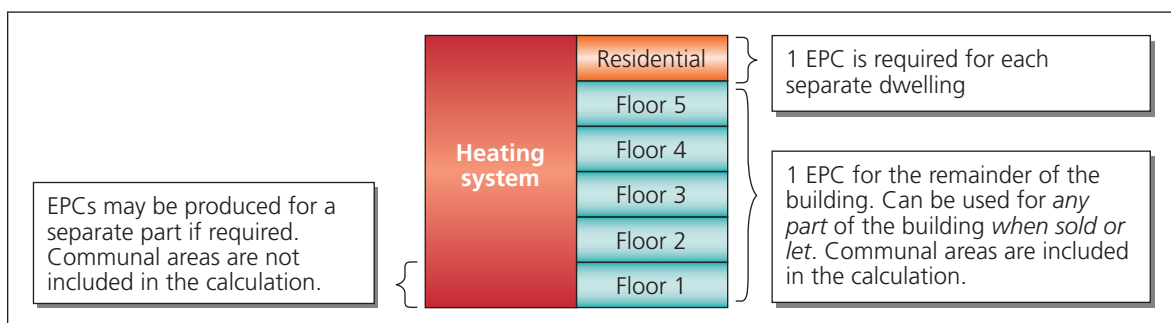 Residential
1 EPC is required for each
separate dwelling
Floor 5
Floor 4
Heating
system
Floor 3
Floor 2
Floor 1
1 EPC for the remainder of the
building. Can be used for any
part of the building when sold or
let. Communal areas are included
in the calculation.
EPCs may be produced for a
separate part if required.
Communal areas are not
included in the calculation.